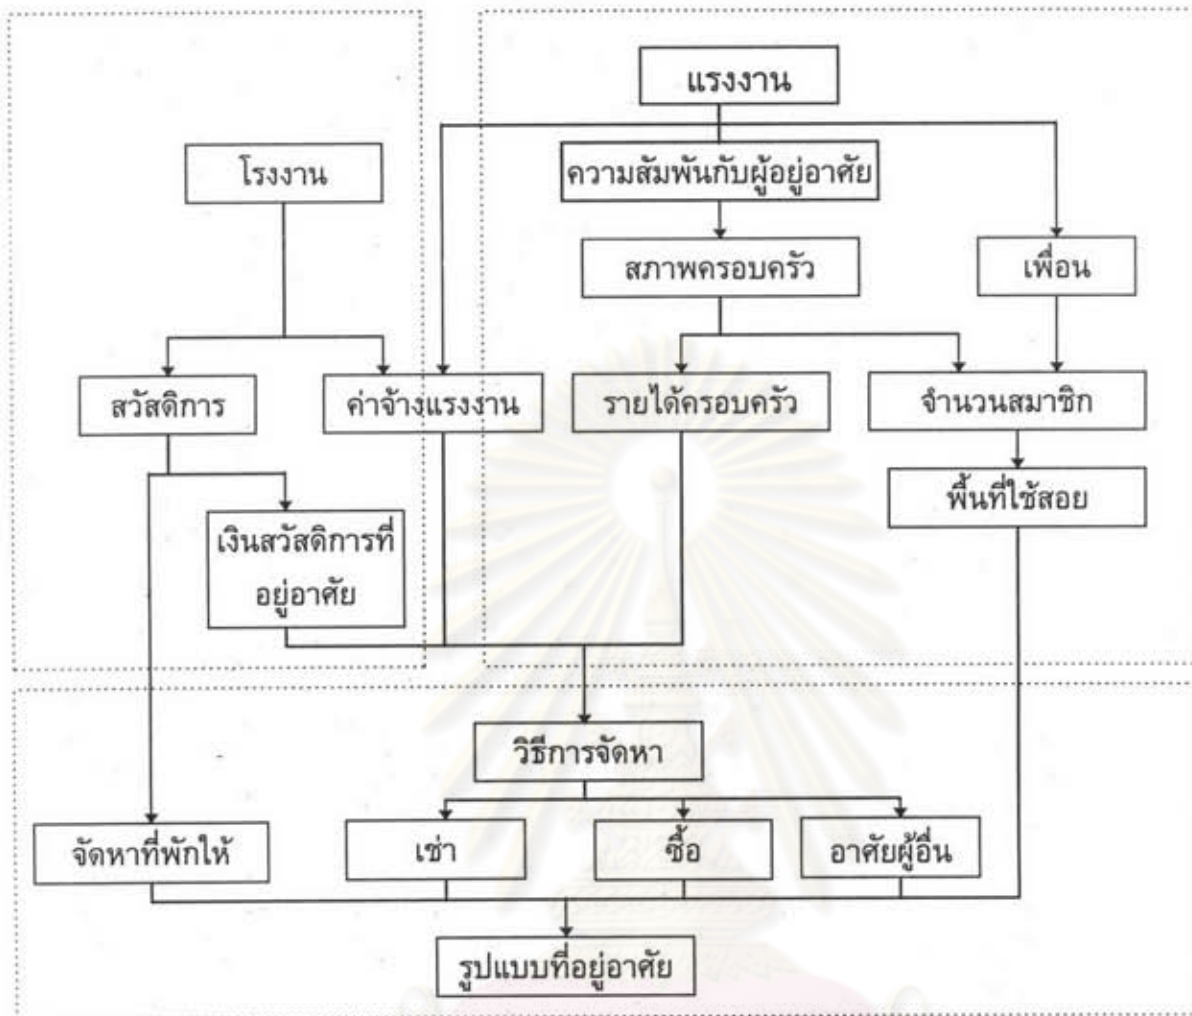 แรงงาน
โรงงาน
ความสัมพันกับผู้อยู่อาศัย
สภาพครอบครัว
เพื่อน
สวัสดิการ
ค่าจ้างแรงงาน
รายได้ครอบครัว
จำนวนสมาชิก
พื้นที่ใช้สอย
เงินสวัสดิการที่
อยู่อาศัย
วิธีการจัดหา
จัดหาที่พักให้
เช่า
ซื้อ
อาศัยผู้อื่น
รูปแบบที่อยู่อาศัย